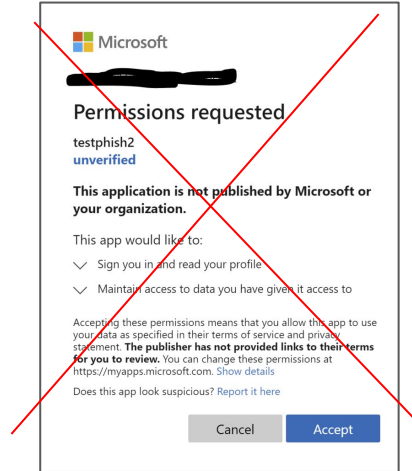 Microsoft
Permissions requested
testphish2
unverified
This application is not published by Microsoft or
your organization.
This app would like to:
Sign you in and read your profile
Maintain access to data you have given it access to
Accepting these permissions means that you allow this app to use
your data as specified in their terms of service and privacy
statement. The publisher has not provided links to their terms
for you to review. You can change these permissions at
https://myapps.microsoft.com. Show details
Does this app look suspicious? Report it here
Cancel Accept